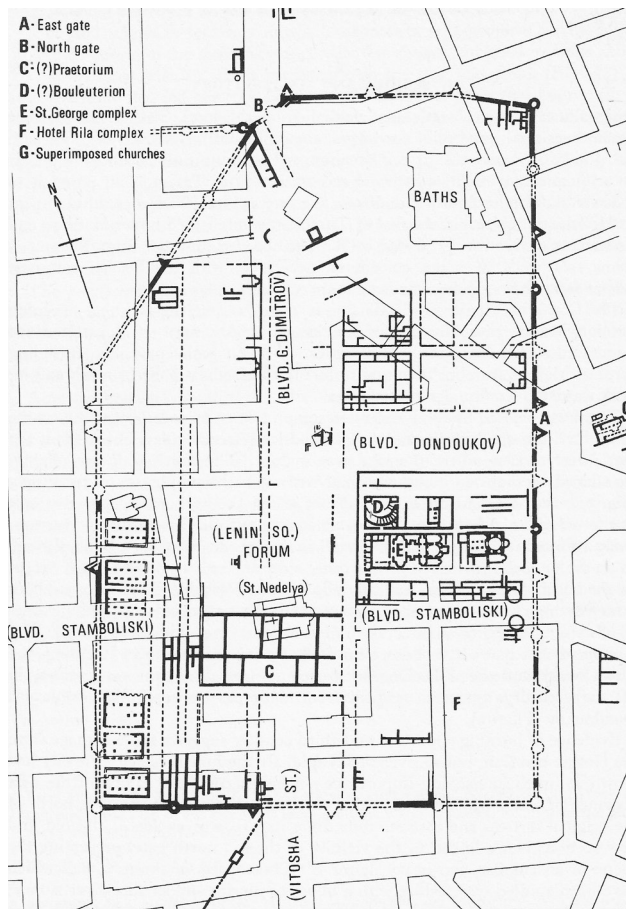 A-East gate
B-North gate
C-(?)Praetorium
D-(?)Bouleuterion
E-St.George complex
F-Hotel Rila complex
G-Superimposed churches
B
N
BATHS
(BLVD. G. DIMITROV)
A
(BLVD. DONDOUKOV)
D
(LENIN SQ.)
FORUM
E
(St.Nedelya)
(BLVD. STAMBOLISKI)
(BLVD. STAMBOLISKI)
C
F
(VITOSHA ST.)